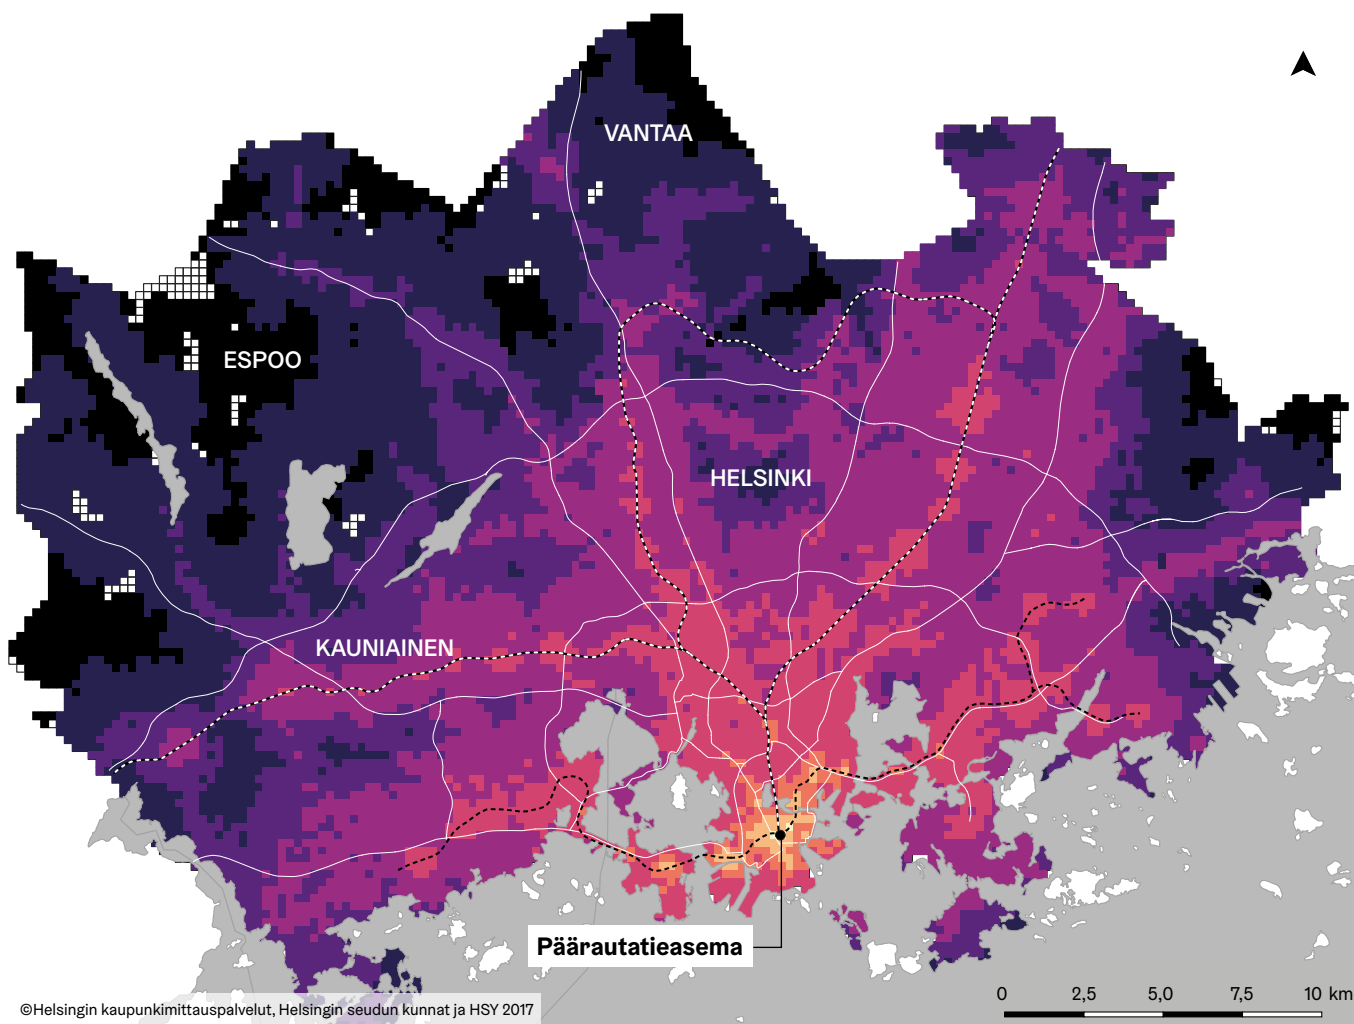 VANTAA
ESPOO
HELSINKI
KAUNIAINEN
Päärautatieasema
0 2,5 5,0 7,5 10 km
©Helsingin kaupunkimittauspalvelut, Helsingin seudun kunnat ja HSY 2017